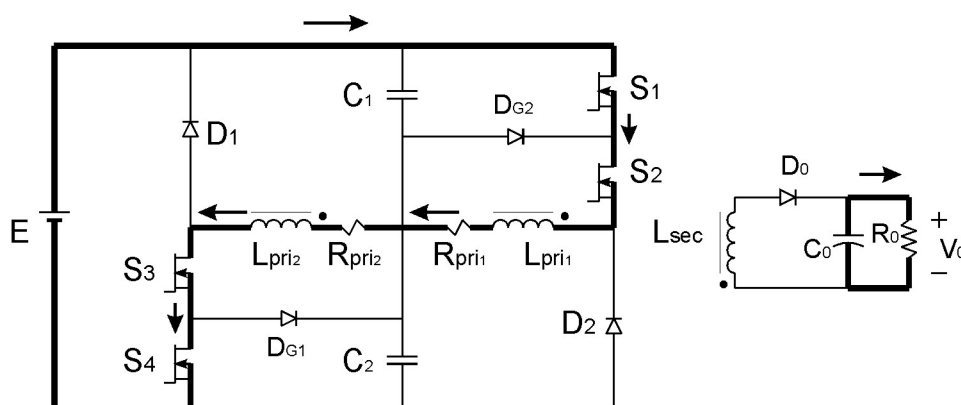 S1
C1
DG2
D1
S2
D0
E
Lsec
C0
R0
+
V0
−
Lpri2
Rpri2
Rpri1
Lpri1
S3
D2
DG1
S4
C2